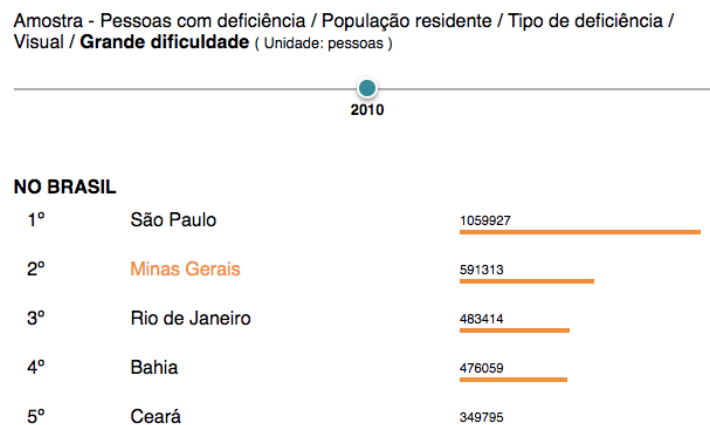 Amostra - Pessoas com deficiência / População residente / Tipo de deficiência /
Visual / Grande dificuldade ( Unidade: pessoas )
2010
NO BRASIL
1º São Paulo 1059927
2º Minas Gerais 591313
3º Rio de Janeiro 483414
4º Bahia 476059
5º Ceará 349795